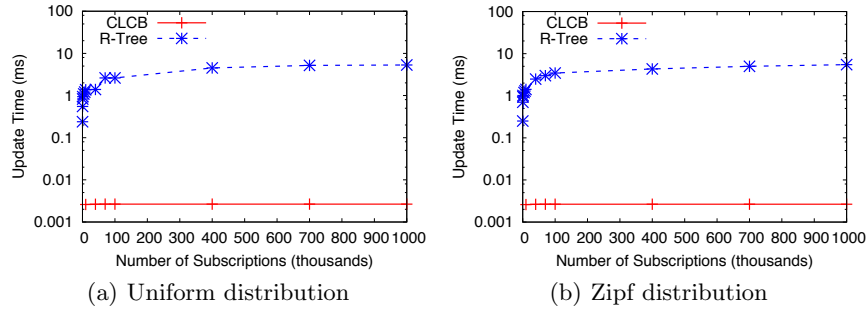 CLCB
R-Tree
100
10
1
0.1
0.01
0.001
Update Time (ms)
0 100 200 300 400 500 600 700 800 900 1000
Number of Subscriptions (thousands)
(a) Uniform distribution
CLCB
R-Tree
100
10
1
0.1
0.01
0.001
Update Time (ms)
0 100 200 300 400 500 600 700 800 900 1000
Number of Subscriptions (thousands)
(b) Zipf distribution